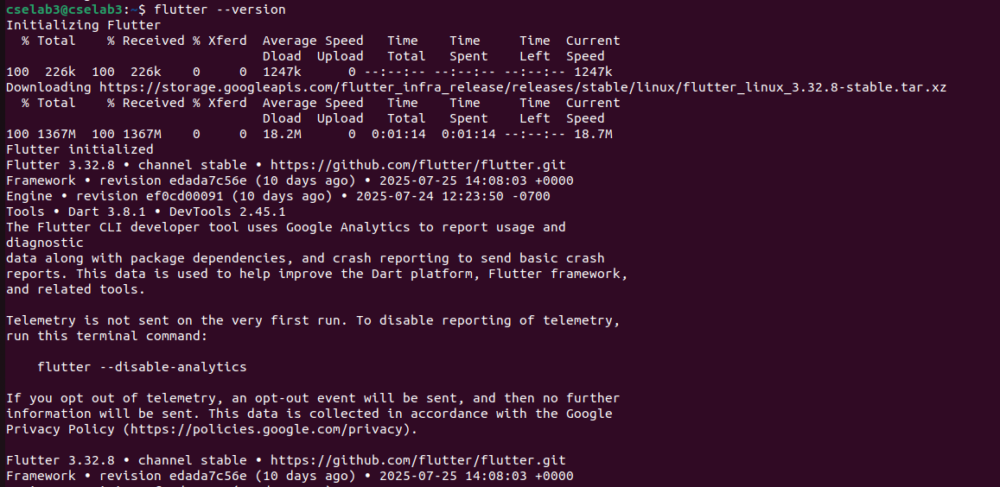 cselab3@cselab3:~$ flutter --version
Initializing Flutter
  % Total    % Received % Xferd  Average Speed   Time    Time     Time  Current
                                 Dload  Upload   Total   Spent    Left  Speed
100  226k  100  226k    0     0  1247k      0 --:--:-- --:--:-- --:--:-- 1247k
Downloading https://storage.googleapis.com/flutter_infra_release/releases/stable/linux/flutter_linux_3.32.8-stable.tar.xz
  % Total    % Received % Xferd  Average Speed   Time    Time     Time  Current
                                 Dload  Upload   Total   Spent    Left  Speed
100 1367M  100 1367M    0     0  18.2M      0  0:01:14  0:01:14 --:--:-- 18.7M
Flutter initialized
Flutter 3.32.8 • channel stable • https://github.com/flutter/flutter.git
Framework • revision edada7c56e (10 days ago) • 2025-07-25 14:08:03 +0000
Engine • revision ef0cd00091 (10 days ago) • 2025-07-24 12:23:50 -0700
Tools • Dart 3.8.1 • DevTools 2.45.1
The Flutter CLI developer tool uses Google Analytics to report usage and
diagnostic
data along with package dependencies, and crash reporting to send basic crash
reports. This data is used to help improve the Dart platform, Flutter framework,
and related tools.

Telemetry is not sent on the very first run. To disable reporting of telemetry,
run this terminal command:

    flutter --disable-analytics

If you opt out of telemetry, an opt-out event will be sent, and then no further
information will be sent. This data is collected in accordance with the Google
Privacy Policy (https://policies.google.com/privacy).

Flutter 3.32.8 • channel stable • https://github.com/flutter/flutter.git
Framework • revision edada7c56e (10 days ago) • 2025-07-25 14:08:03 +0000